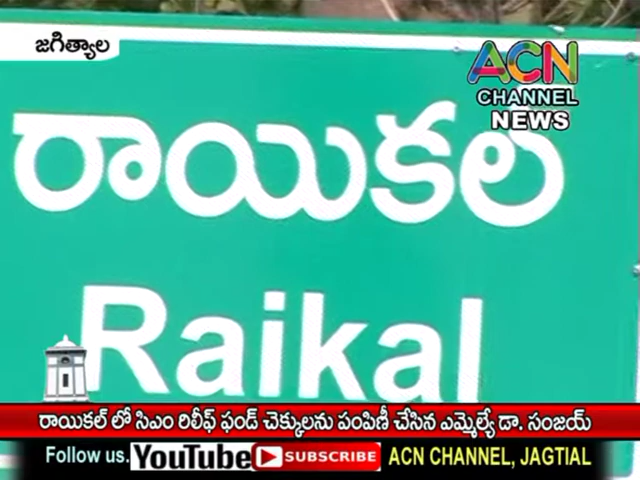 జగిత్యాల
ACN
CHANNEL
NEWS
రాయికల్
Raikal
రాయికల్ లో సిఎం రిలీఫ్ ఫండ్ చెక్కులను పంపిణీ చేసిన ఎమ్మెల్యే డా. సంజయ్
Follow us. YouTube SUBSCRIBE ACN CHANNEL, JAGTIAL